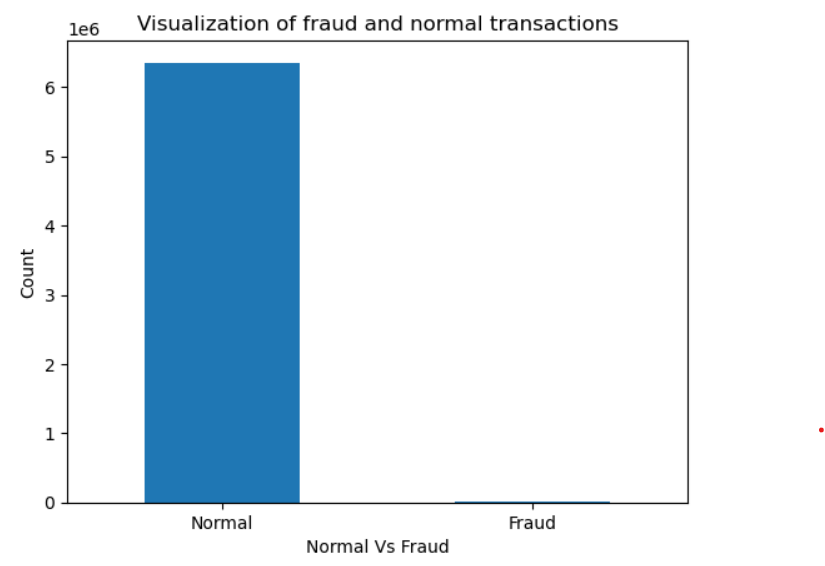 Visualization of fraud and normal transactions
1e6
6
5
4
3
2
1
0
Count
Normal Fraud
Normal Vs Fraud